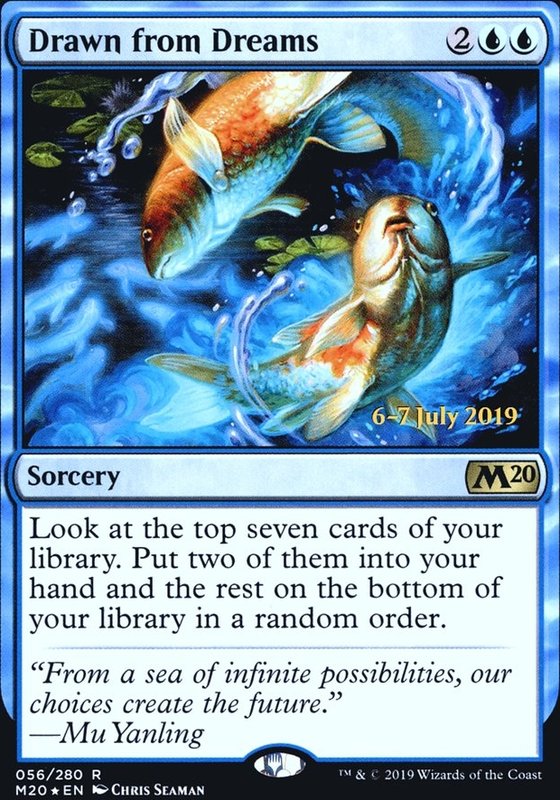 Drawn from Dreams 2
6–7 July 2019
Sorcery M20
Look at the top seven cards of your
library. Put two of them into your
hand and the rest on the bottom of
your library in a random order.
“From a sea of infinite possibilities, our
choices create the future.”
—Mu Yanling
056/280 R
M20★EN Chris Seaman ™ & © 2019 Wizards of the Coast